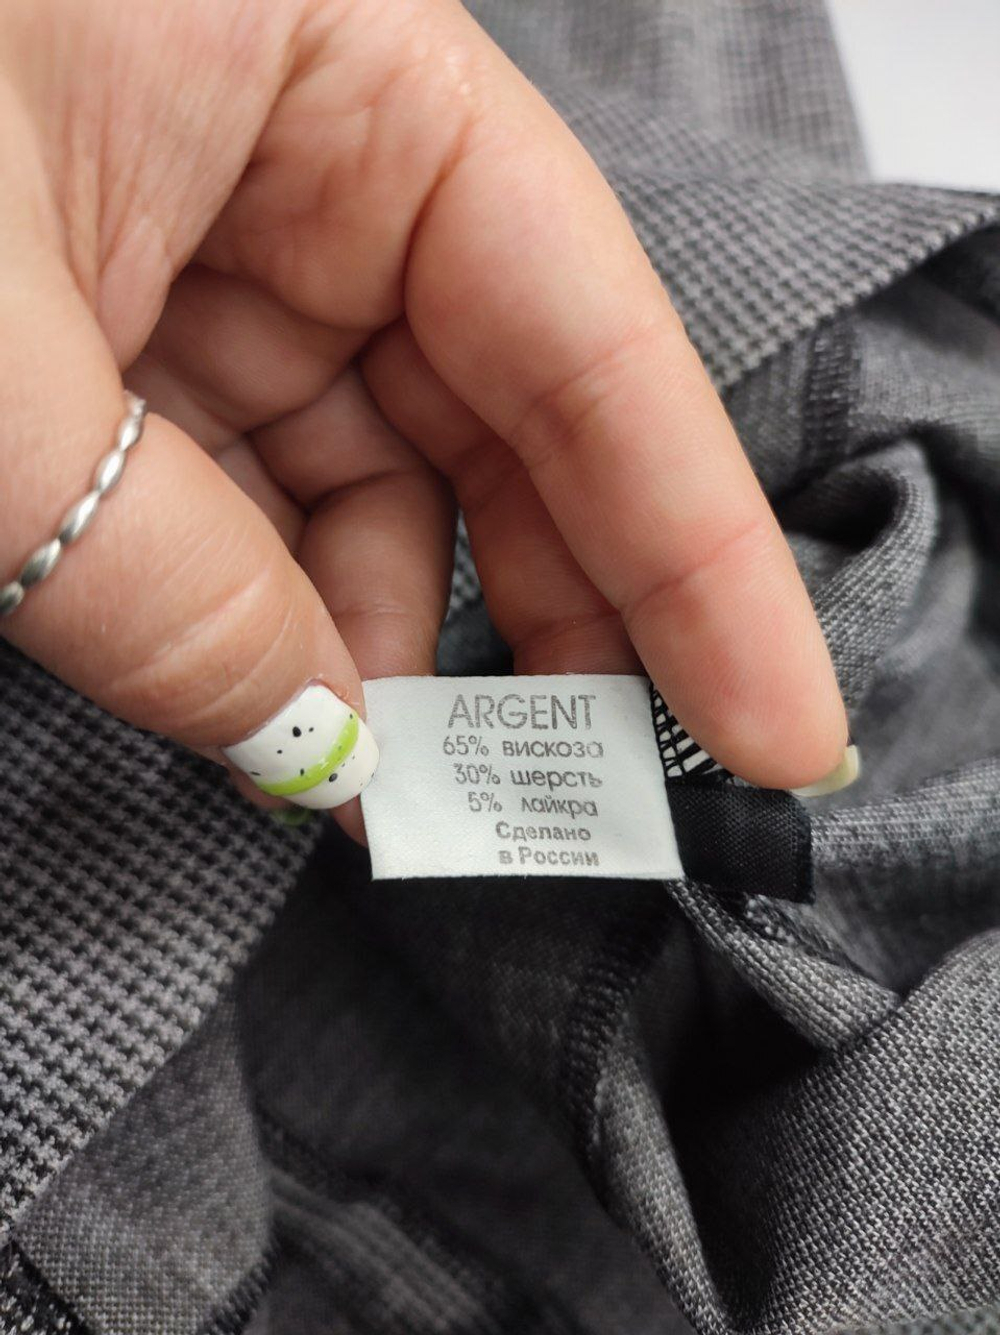 ARGENT
65% вискоза
30% шерсть
5% лайкра
Сделано
в России